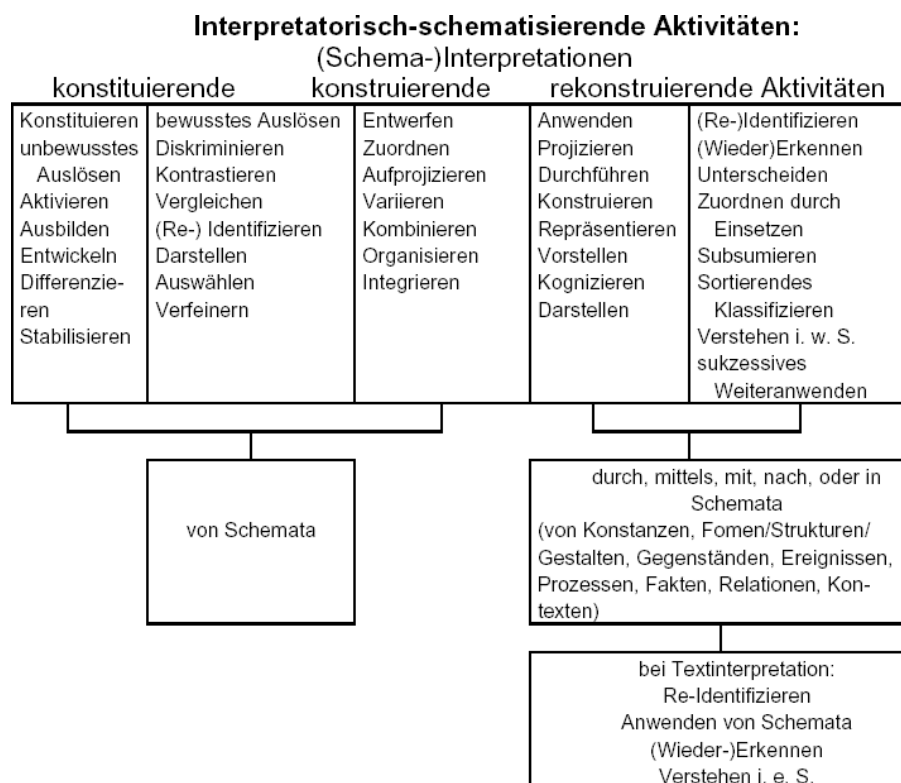 Interpretatorisch-schematisierende Aktivitäten:
(Schema-)Interpretationen
konstituierende
konstruierende
rekonstruierende Aktivitäten
Konstituieren
unbewusstes
Auslösen
Aktivieren
Ausbilden
Entwickeln
Differenzie-
ren
Stabilisieren
bewusstes Auslösen
Diskriminieren
Kontrastieren
Vergleichen
(Re-) Identifizieren
Darstellen
Auswählen
Verfeinern
Entwerfen
Zuordnen
Aufprojizieren
Variieren
Kombinieren
Organisieren
Integrieren
Anwenden
Projizieren
Durchführen
Konstruieren
Repräsentieren
Vorstellen
Kognizieren
Darstellen
(Re-)Identifizieren
(Wieder)Erkennen
Unterscheiden
Zuordnen durch
Einsetzen
Subsumieren
Sortierendes
Klassifizieren
Verstehen i. w. S.
sukzessives
Weiteranwenden
von Schemata
durch, mittels, mit, nach, oder in
Schemata
(von Konstanzen, Fomen/Strukturen/
Gestalten, Gegenständen, Ereignissen,
Prozessen, Fakten, Relationen, Kon-
texten)
bei Textinterpretation:
Re-Identifizieren
Anwenden von Schemata
(Wieder-)Erkennen
Verstehen i. e. S.